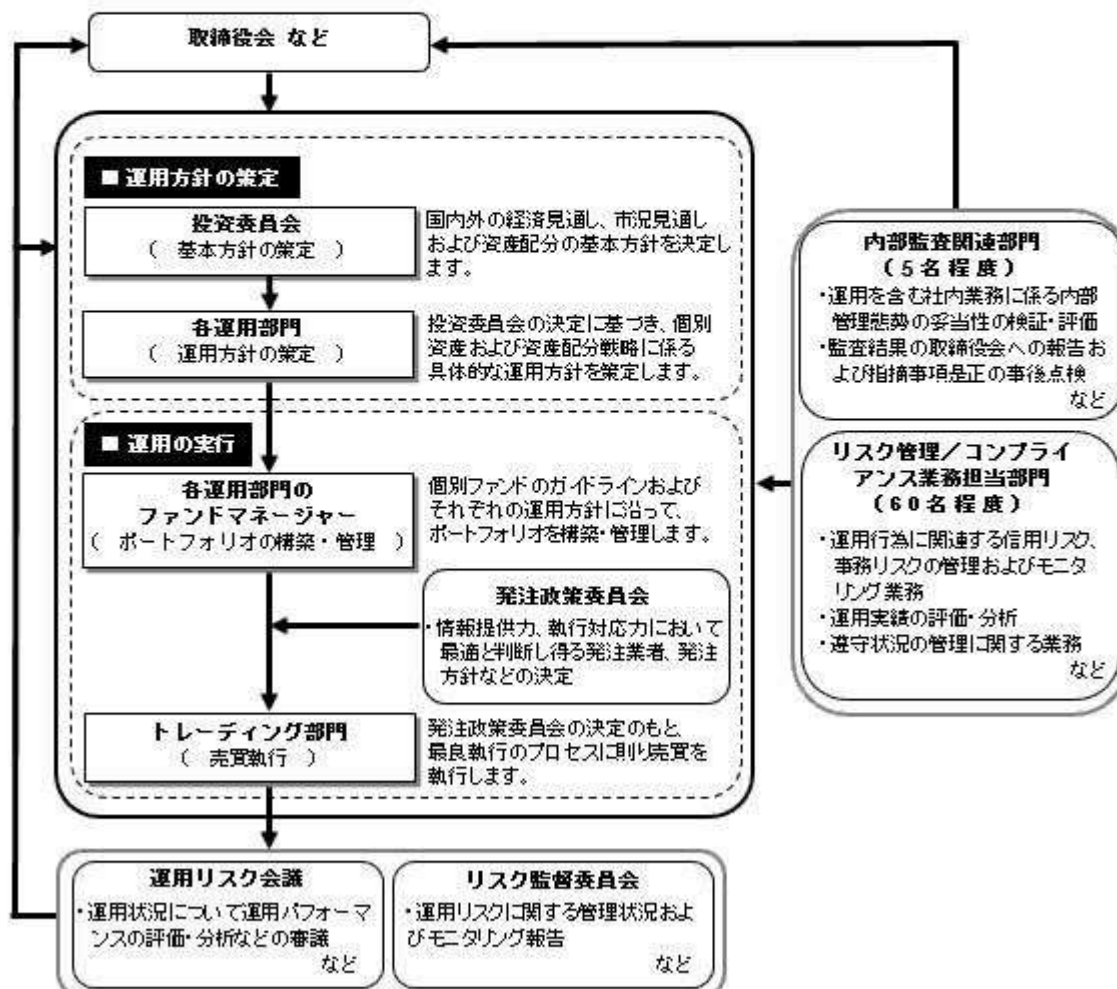 取締役会 など
■ 運用方針の策定
投資委員会
( 基本方針の策定 )
国内外の経済見通し、市況見通し
および資産配分の基本方針を決定し
ます。
各運用部門
( 運用方針の策定 )
投資委員会の決定に基づき、個別
資産および資産配分戦略に係る
具体的な運用方針を策定します。
■ 運用の実行
各運用部門の
ファンドマネージャー
( ポートフォリオの構築・管理 )
個別ファンドのガイドラインおよび
それぞれの運用方針に沿って、
ポートフォリオを構築・管理します。
発注政策委員会
・情報提供力、執行対応力において
最適と判断し得る発注業者、発注
方針などの決定
トレーディング部門
( 売買執行 )
発注政策委員会の決定のもと、
最良執行のプロセスに則り売買を
執行します。
内部監査関連部門
(5名程度)
・運用を含む社内業務に係る内部
管理態勢の妥当性の検証・評価
・監査結果の取締役会への報告お
よび指摘事項是正の事後点検
など
リスク管理/コンプライ
アンス業務担当部門
(60名程度)
・運用行為に関連する信用リスク、
事務リスクの管理およびモニタ
リング業務
・運用実績の評価・分析
・遵守状況の管理に関する業務
など
運用リスク会議
・運用状況について運用パフォーマ
ンスの評価・分析などの審議
など
リスク監督委員会
・運用リスクに関する管理状況およ
びモニタリング報告
など